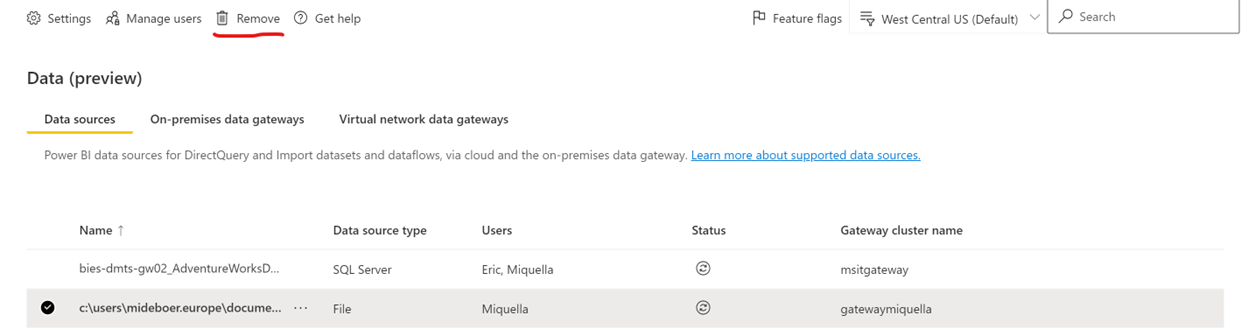 Settings Manage users Remove Get help Feature flags West Central US (Default) Search
Data (preview)
Data sources On-premises data gateways Virtual network data gateways
Power BI data sources for DirectQuery and Import datasets and dataflows, via cloud and the on-premises data gateway. Learn more about supported data sources.
Name ↑ Data source type Users Status Gateway cluster name
bies-dmts-gw02_AdventureWorksD... SQL Server Eric, Miquella msitgateway
c:\users\mideboer.europe\docume... ··· File Miquella gatewaymiquella